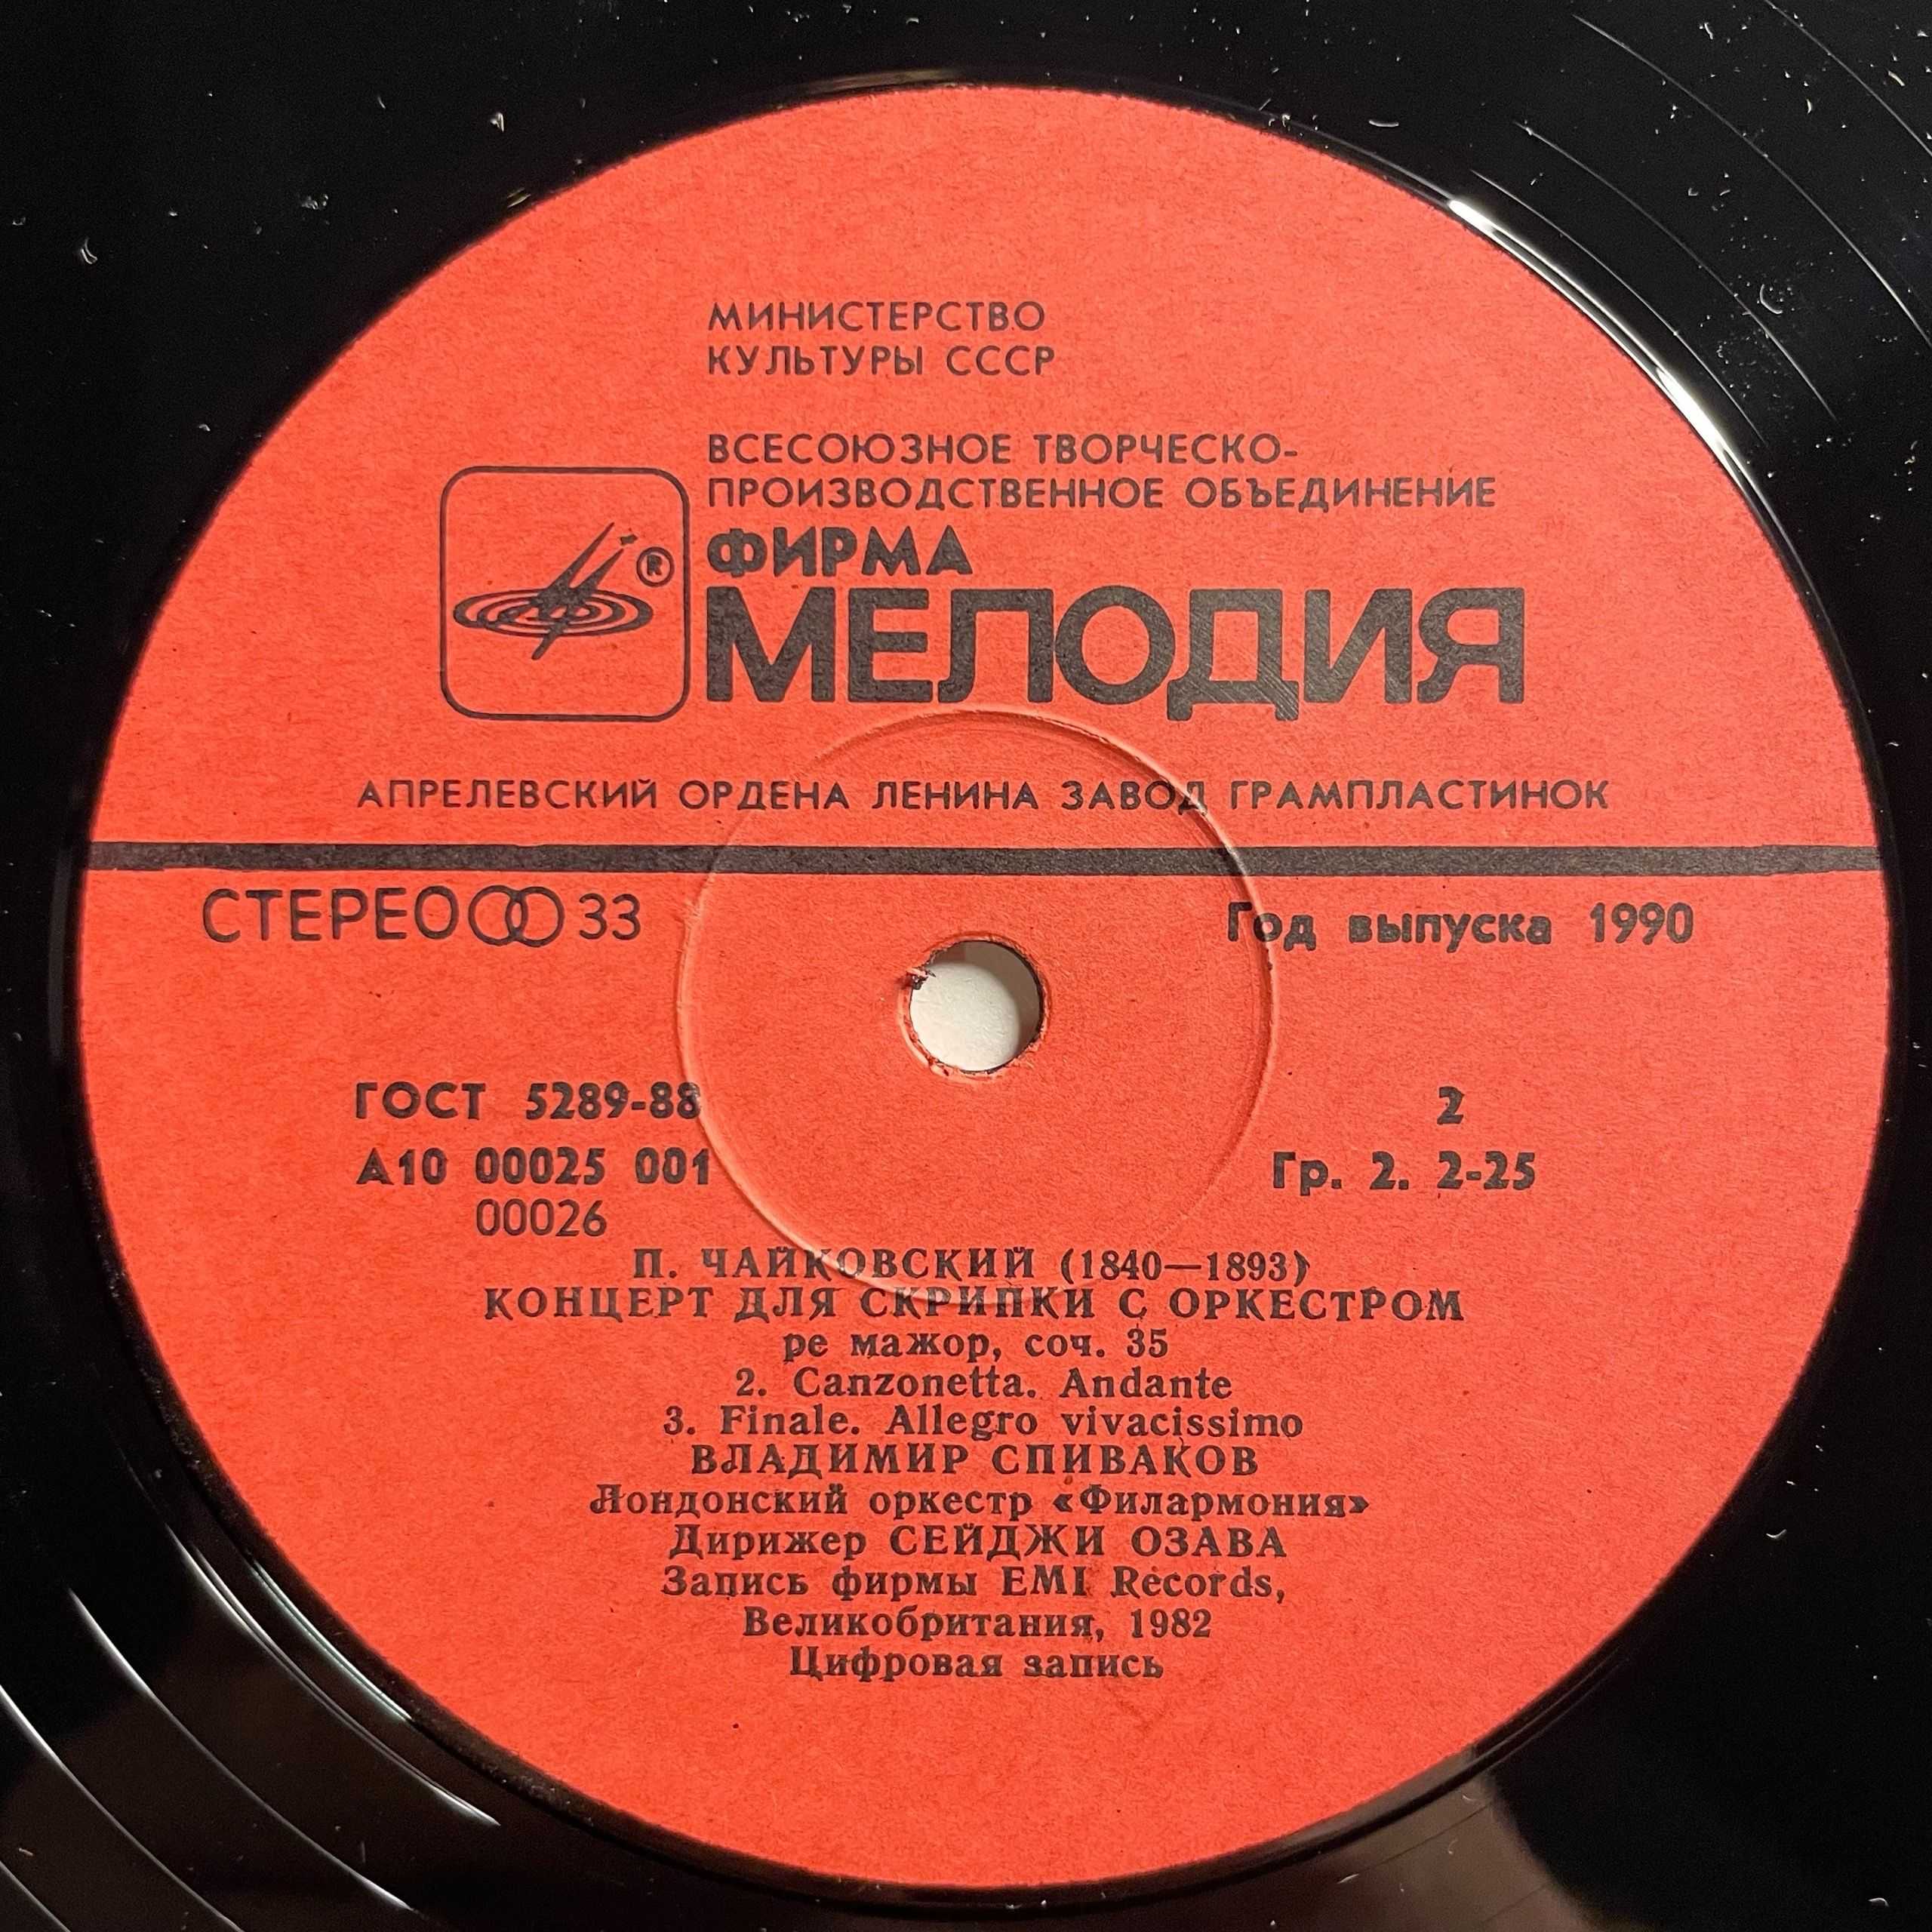 МИНИСТЕРСТВО
КУЛЬТУРЫ СССР
ВСЕСОЮЗНОЕ ТВОРЧЕСКО-
ПРОИЗВОДСТВЕННОЕ ОБЪЕДИНЕНИЕ
ФИРМА
®
МЕЛОДИЯ
АПРЕЛЕВСКИЙ ОРДЕНА ЛЕНИНА ЗАВОД ГРАМПЛАСТИНОК
СТЕРЕО 33
Год выпуска 1990
ГОСТ 5289-88
2
А10 00025 001
Гр. 2. 2-25
00026
П. ЧАЙКОВСКИЙ (1840—1893)
КОНЦЕРТ ДЛЯ СКРИПКИ С ОРКЕСТРОМ
ре мажор, соч. 35
2. Canzonetta. Andante
3. Finale. Allegro vivacissimo
ВЛАДИМИР СПИВАКОВ
Лондонский оркестр «Филармония»
Дирижер СЕЙДЖИ ОЗАВА
Запись фирмы EMI Records,
Великобритания, 1982
Цифровая запись